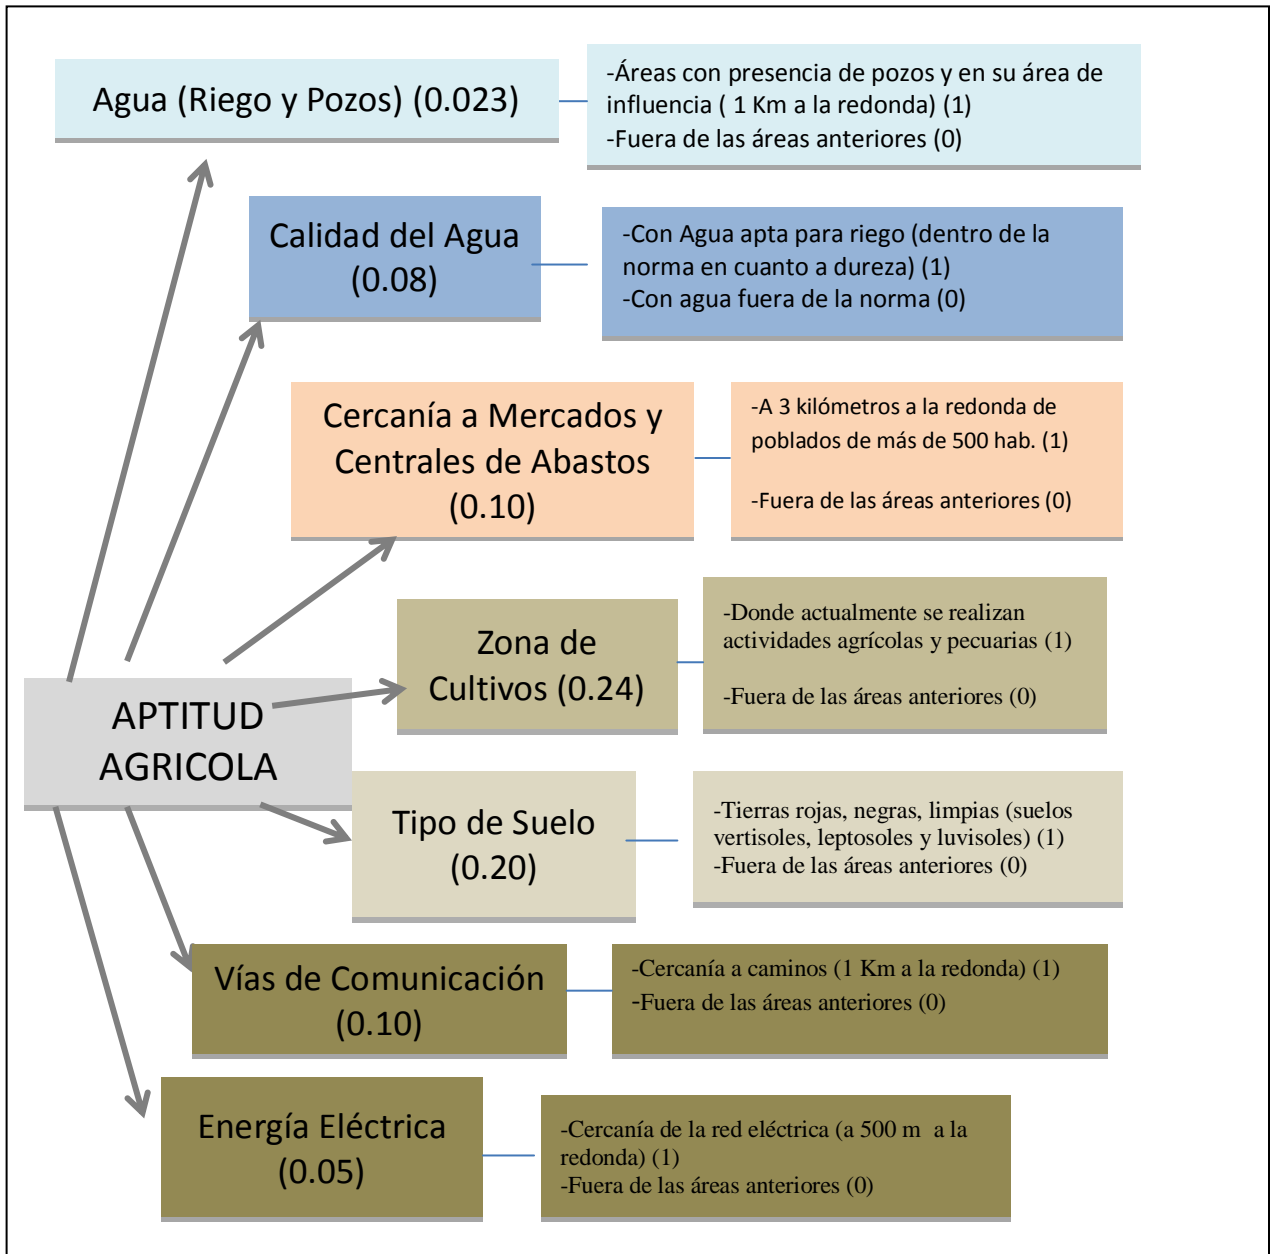 Agua (Riego y Pozos) (0.023)
-Áreas con presencia de pozos y en su área de
influencia ( 1 Km a la redonda) (1)
-Fuera de las áreas anteriores (0)
Calidad del Agua
(0.08)
-Con Agua apta para riego (dentro de la
norma en cuanto a dureza) (1)
-Con agua fuera de la norma (0)
Cercanía a Mercados y
Centrales de Abastos
(0.10)
-A 3 kilómetros a la redonda de
poblados de más de 500 hab. (1)
-Fuera de las áreas anteriores (0)
Zona de
Cultivos (0.24)
-Donde actualmente se realizan
actividades agrícolas y pecuarias (1)
-Fuera de las áreas anteriores (0)
APTITUD
AGRICOLA
Tipo de Suelo
(0.20)
-Tierras rojas, negras, limpias (suelos
vertisoles, leptosoles y luvisoles) (1)
-Fuera de las áreas anteriores (0)
Vías de Comunicación
(0.10)
-Cercanía a caminos (1 Km a la redonda) (1)
-Fuera de las áreas anteriores (0)
Energía Eléctrica
(0.05)
-Cercanía de la red eléctrica (a 500 m  a la
redonda) (1)
-Fuera de las áreas anteriores (0)